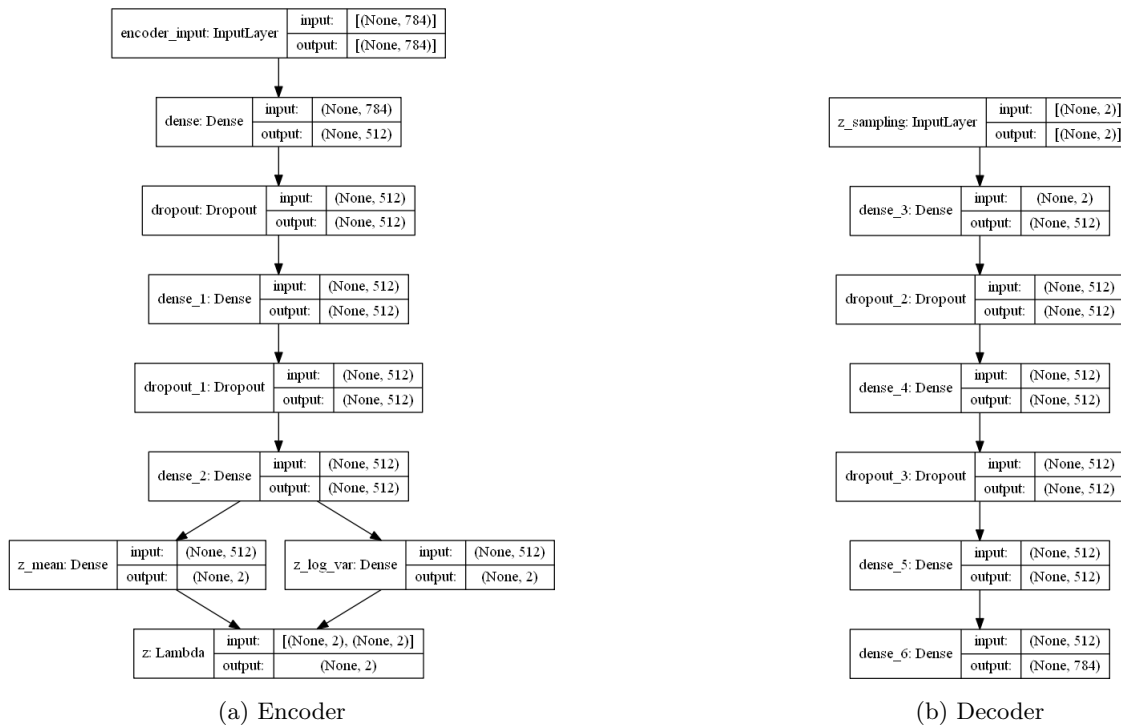 encoder_input: InputLayer
input: [(None, 784)]
output: [(None, 784)]
dense: Dense
input: (None, 784)
output: (None, 512)
dropout: Dropout
input: (None, 512)
output: (None, 512)
dense_1: Dense
input: (None, 512)
output: (None, 512)
dropout_1: Dropout
input: (None, 512)
output: (None, 512)
dense_2: Dense
input: (None, 512)
output: (None, 512)
z_mean: Dense
input: (None, 512)
output: (None, 2)
z_log_var: Dense
input: (None, 512)
output: (None, 2)
z: Lambda
input: [(None, 2), (None, 2)]
output: (None, 2)
(a) Encoder
z_sampling: InputLayer
input: [(None, 2)]
output: [(None, 2)]
dense_3: Dense
input: (None, 2)
output: (None, 512)
dropout_2: Dropout
input: (None, 512)
output: (None, 512)
dense_4: Dense
input: (None, 512)
output: (None, 512)
dropout_3: Dropout
input: (None, 512)
output: (None, 512)
dense_5: Dense
input: (None, 512)
output: (None, 512)
dense_6: Dense
input: (None, 512)
output: (None, 784)
(b) Decoder